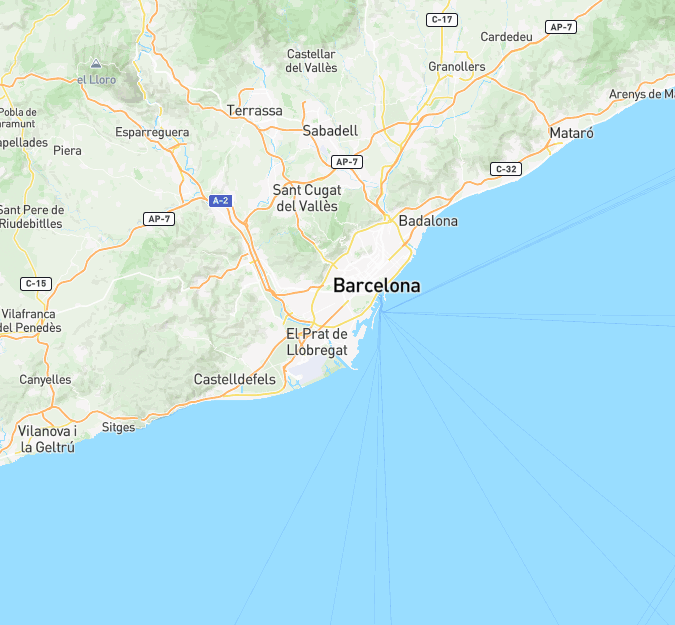 C-17
AP-7
Cardedeu
Castellar
del Vallès
Granollers
el Lloro
Arenys de M
Pobla de
aramunt
Terrassa
Esparreguera
Sabadell
Mataró
apellades
Piera
AP-7
C-32
Sant Cugat
del Vallès
A-2
Sant Pere de
Riudebitlles
AP-7
Badalona
C-15
Barcelona
Vilafranca
del Penedès
El Prat de
Llobregat
Canyelles
Castelldefels
Sitges
Vilanova i
la Geltrú